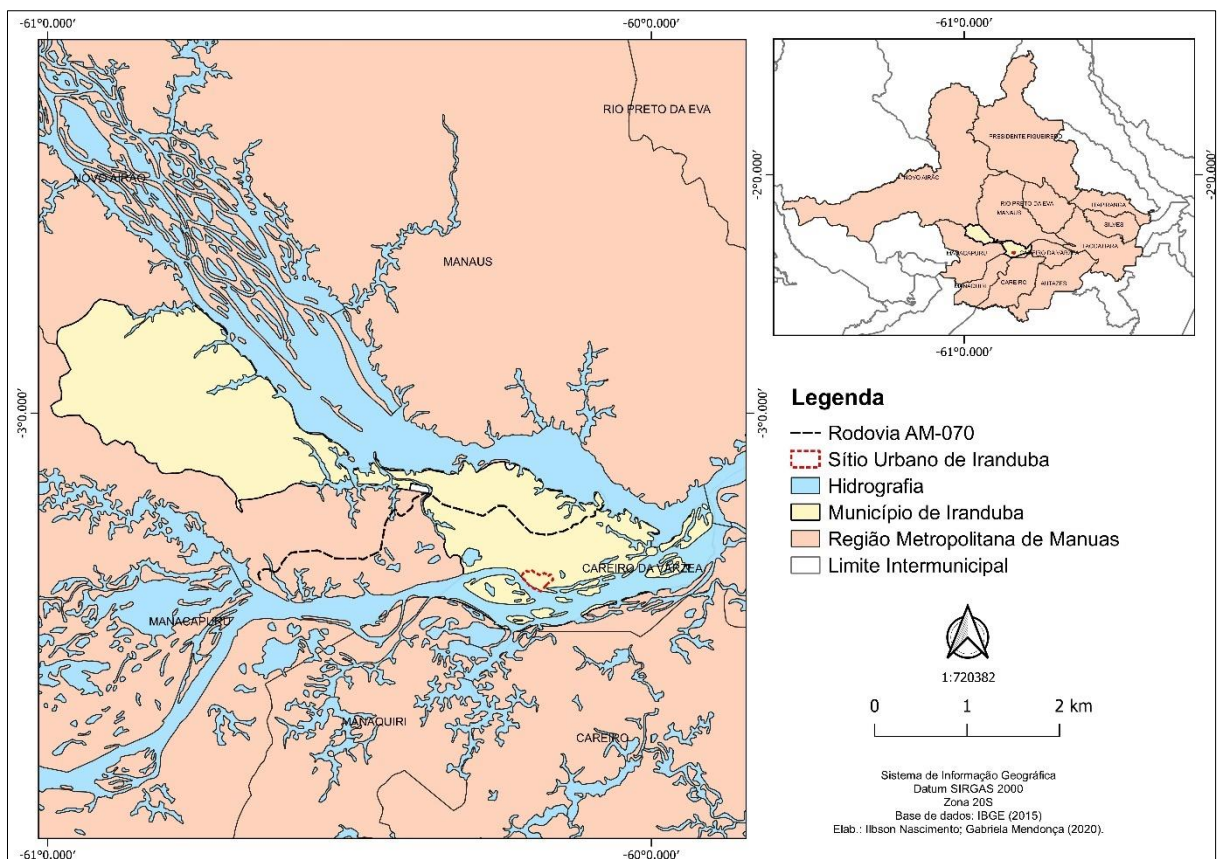 -61°0.000'
-60°0.000'
RIO PRETO DA EVA
NOVO AIRÃO
MANAUS
-3°0.000'
-3°0.000'
CAREIRO DA VÁRZEA
MANACAPURU
MANAQUIRI
CAREIRO
-61°0.000'
-60°0.000'
-61°0.000'
PRESIDENTE FIGUEIREDO
-2°0.000'
-2°0.000'
NOVO AIRÃO
RIO PRETO DA EVA
MANAUS
ITAPIRANGA
SILVES
CAREIRO DA VÁRZEA
CAREIRO
AUTAZES
-61°0.000'
Legenda
Rodovia AM-070
Sítio Urbano de Iranduba
Hidrografia
Município de Iranduba
Região Metropolitana de Manuas
Limite Intermunicipal
1:720382
0 1 2 km
Sistema de Informação Geográfica
Datum SIRGAS 2000
Zona 20S
Base de dados: IBGE (2015)
Elab.: Ilbson Nascimento; Gabriela Mendonça (2020).